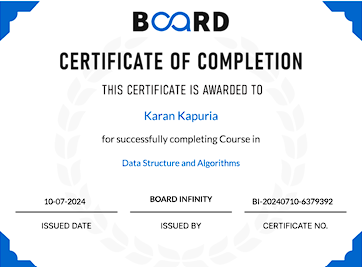 BOARD
CERTIFICATE OF COMPLETION
THIS CERTIFICATE IS AWARDED TO
Karan Kapuria
for successfully completing Course in
Data Structure and Algorithms
10-07-2024 BOARD INFINITY BI-20240710-6379392
ISSUED DATE ISSUED BY CERTIFICATE NO.